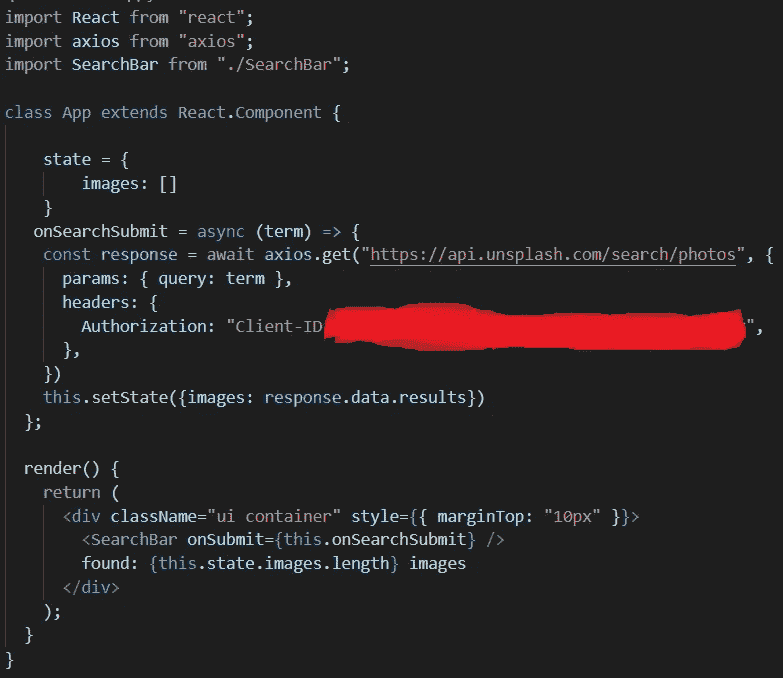 import React from "react";
import axios from "axios";
import SearchBar from "./SearchBar";
class App extends React.Component {
state = {
images: []
}
onSearchSubmit = async (term) => {
const response = await axios.get("https://api.unsplash.com/search/photos", {
params: { query: term },
headers: {
Authorization: "Client-ID ",
},
})
this.setState({images: response.data.results})
};
render() {
return (
<div className="ui container" style={{ marginTop: "10px" }}>
<SearchBar onSubmit={this.onSearchSubmit} />
found: {this.state.images.length} images
</div>
);
}
}